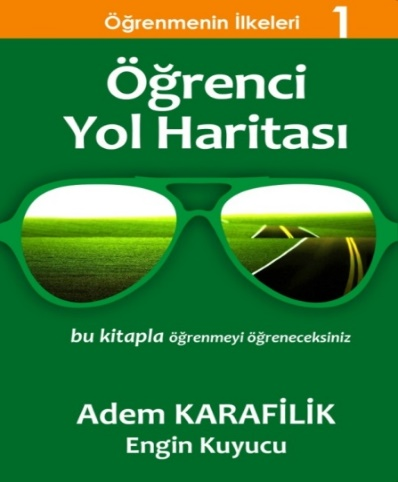 Öğrenmenin İlkeleri 1
Öğrenci
Yol Haritası
bu kitapla öğrenmeyi öğreneceksiniz
Adem KARAFİLİK
Engin Kuyucu